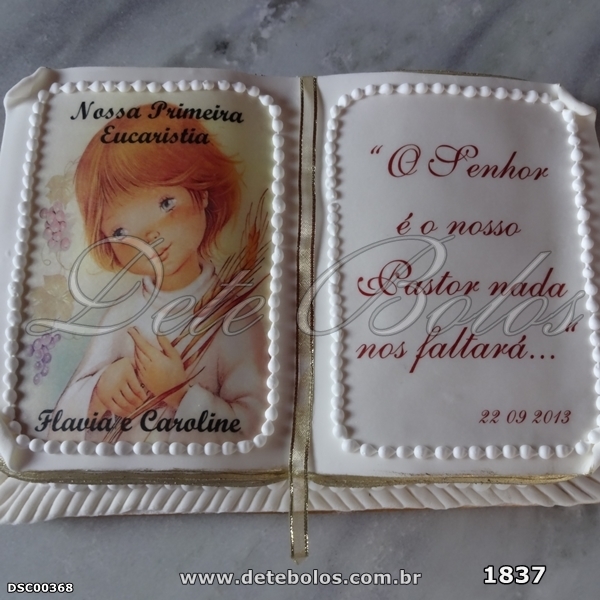 Nossa Primeira
Eucaristia
Flavia e Caroline
“O Senhor
é o nosso
Pastor nada
nos faltará...“
22 09 2013
Dete Bolos
DSC00368
www.detebolos.com.br
1837